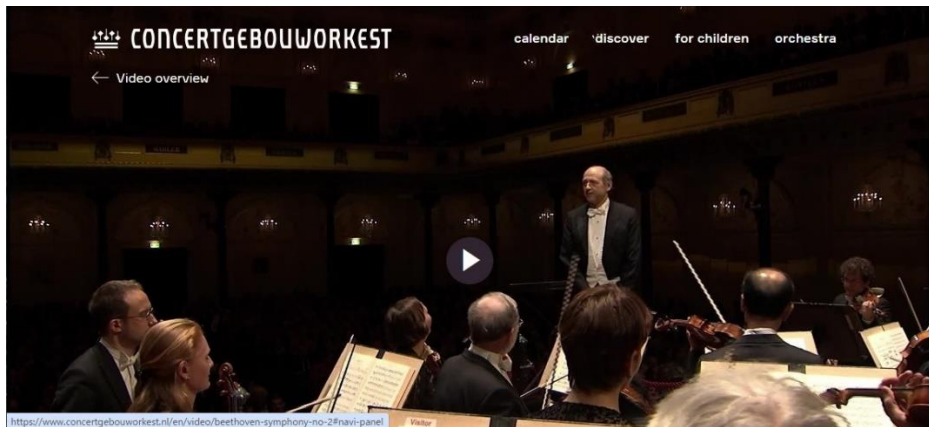 CONCERTGEBOUWORKEST
calendar discover for children orchestra
Video overview
https://www.concertgebouworkest.nl/en/video/beethoven-symphony-no-2#navi-panel
Visitor